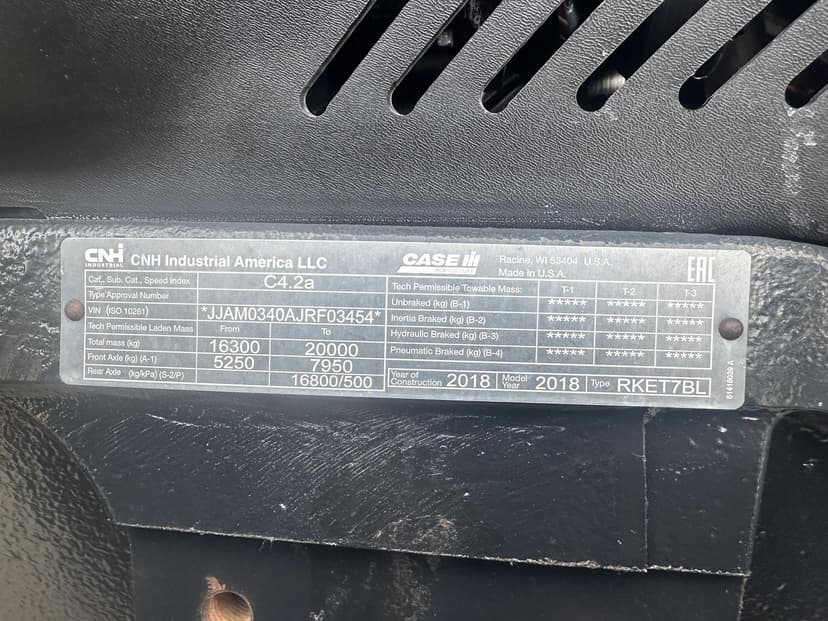 CNH INDUSTRIAL CNH Industrial America LLC
CASE IH AGRICULTURE
Racine, WI 53404 U.S.A.
Made in U.S.A.
EAC
Cat., Sub. Cat., Speed Index C4.2a
Type Approval Number
VIN (ISO 10261) *JJAM0340AJRF03454*
Tech Permissible Laden Mass From To
Total mass (kg) 16300 20000
Front Axle (kg) (A-1) 5250 7950
Rear Axle (kg/kPa) (S-2/P) 16800/500
Tech Permissible Towable Mass: T-1 T-2 T-3
Unbraked (kg) (B-1) ***** ***** *****
Inertia Braked (kg) (B-2) ***** ***** *****
Hydraulic Braked (kg) (B-3) ***** ***** *****
Pneumatic Braked (kg) (B-4) ***** ***** *****
Year of Construction 2018 Model Year 2018 Type RKET7BL
51416039 A